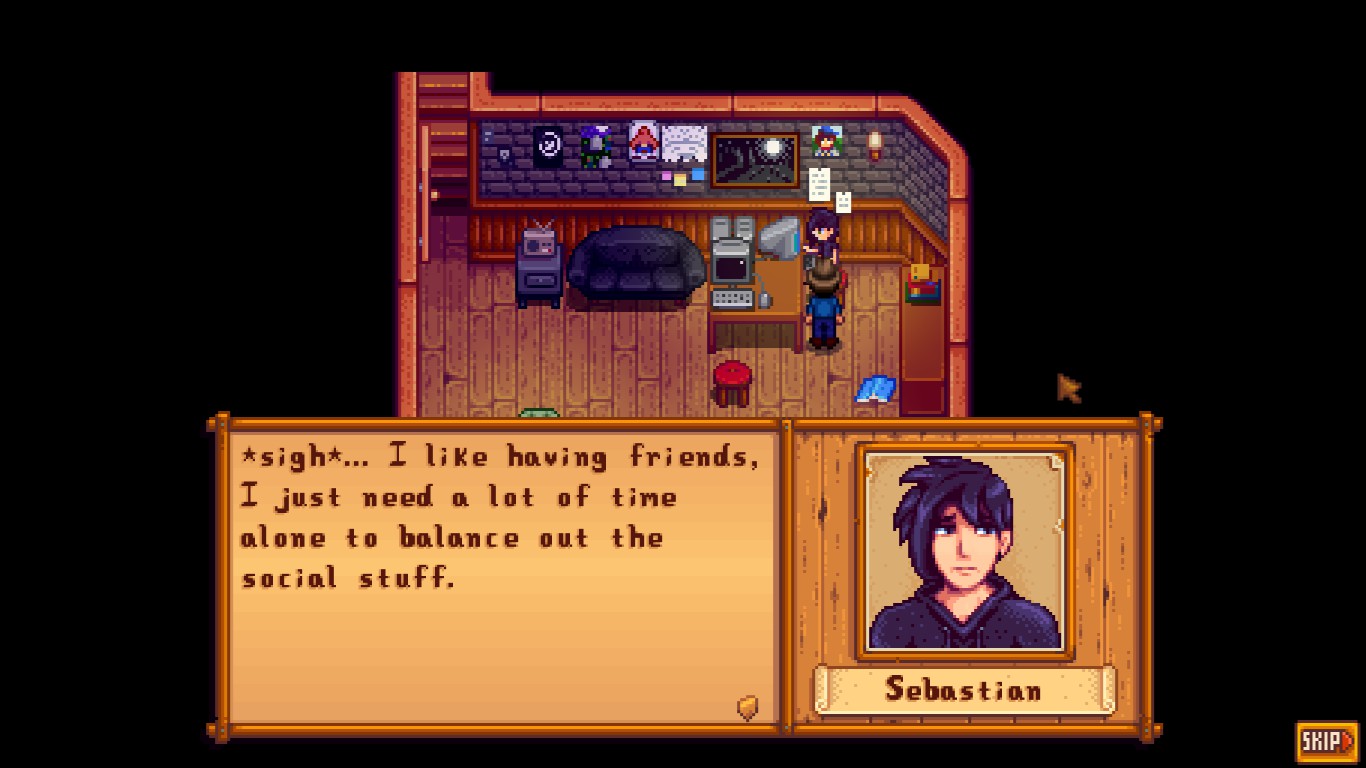 *sigh*... I like having friends,
I just need a lot of time
alone to balance out the
social stuff.
Sebastian
SKIP